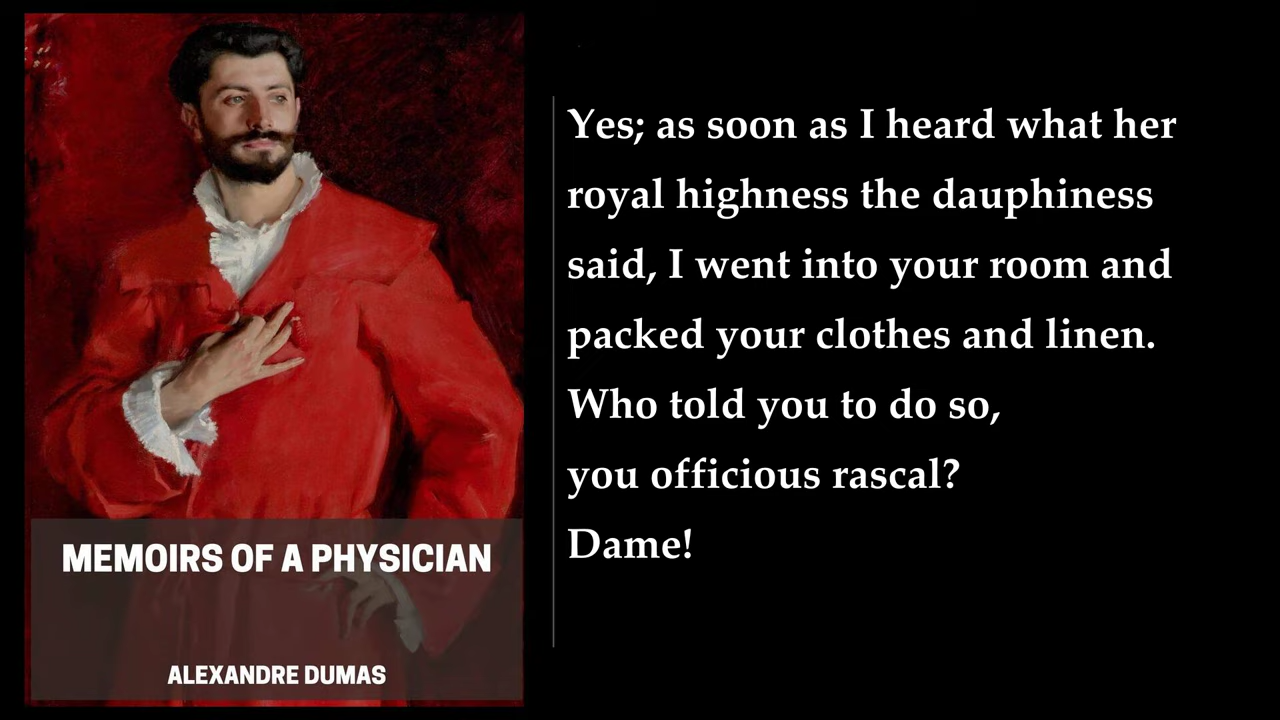 MEMOIRS OF A PHYSICIAN
ALEXANDRE DUMAS
Yes; as soon as I heard what her
royal highness the dauphiness
said, I went into your room and
packed your clothes and linen.
Who told you to do so,
you officious rascal?
Dame!